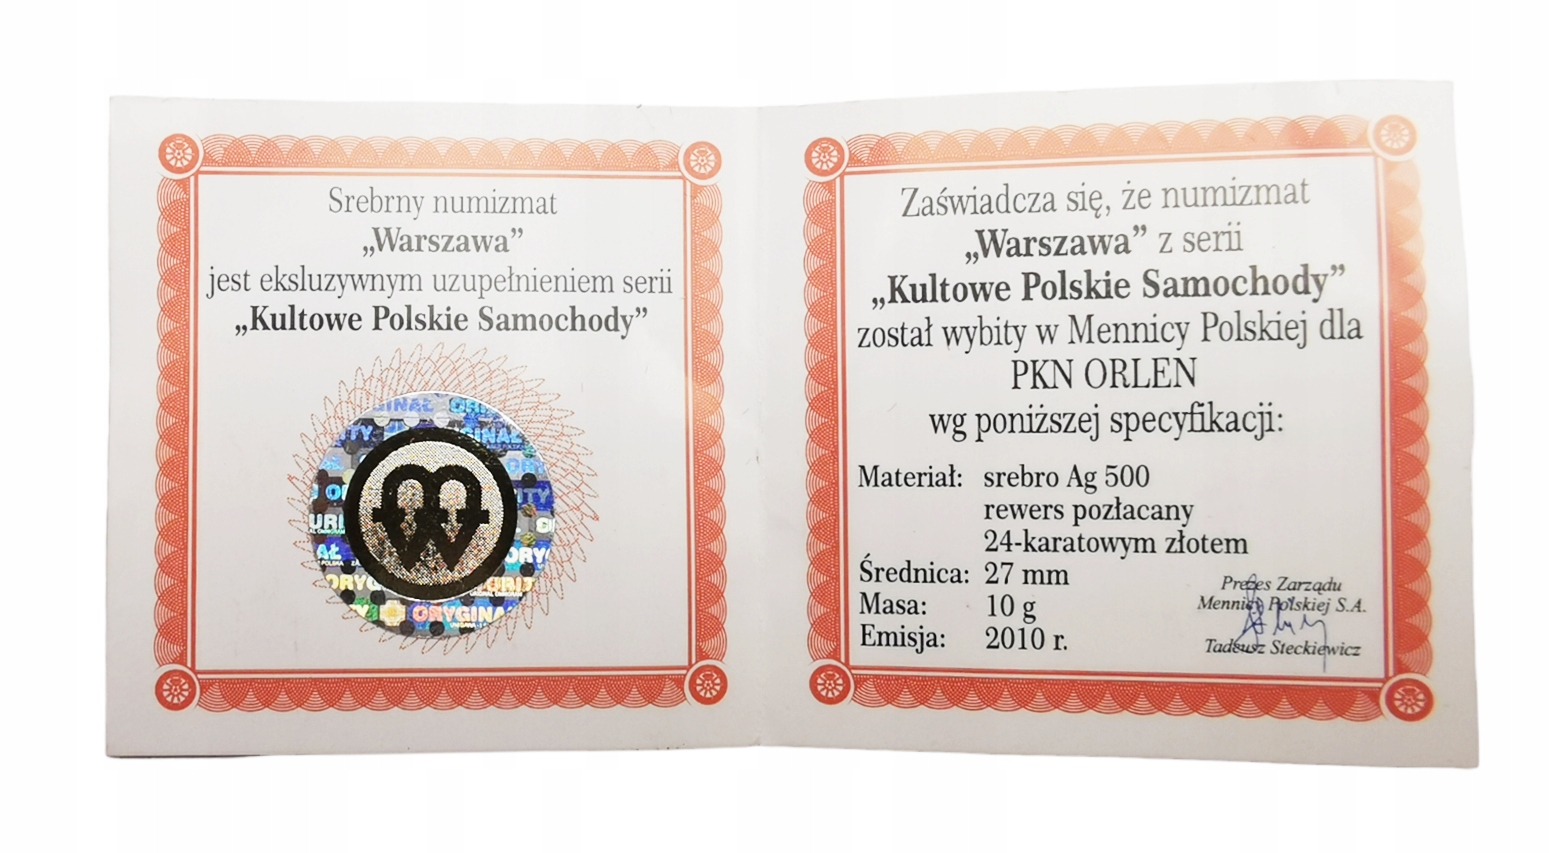 Srebrny numizmat
„Warszawa”
jest eksluzywnym uzupełnieniem serii
„Kultowe Polskie Samochody”
Zaświadcza się, że numizmat
„Warszawa” z serii
„Kultowe Polskie Samochody”
został wybity w Mennicy Polskiej dla
PKN ORLEN
wg poniższej specyfikacji:
Materiał: srebro Ag 500
rewers pozłacany
24-karatowym złotem
Średnica: 27 mm
Masa: 10 g
Emisja: 2010 r.
Prezes Zarządu
Mennicy Polskiej S.A.
Tadeusz Steckiewicz